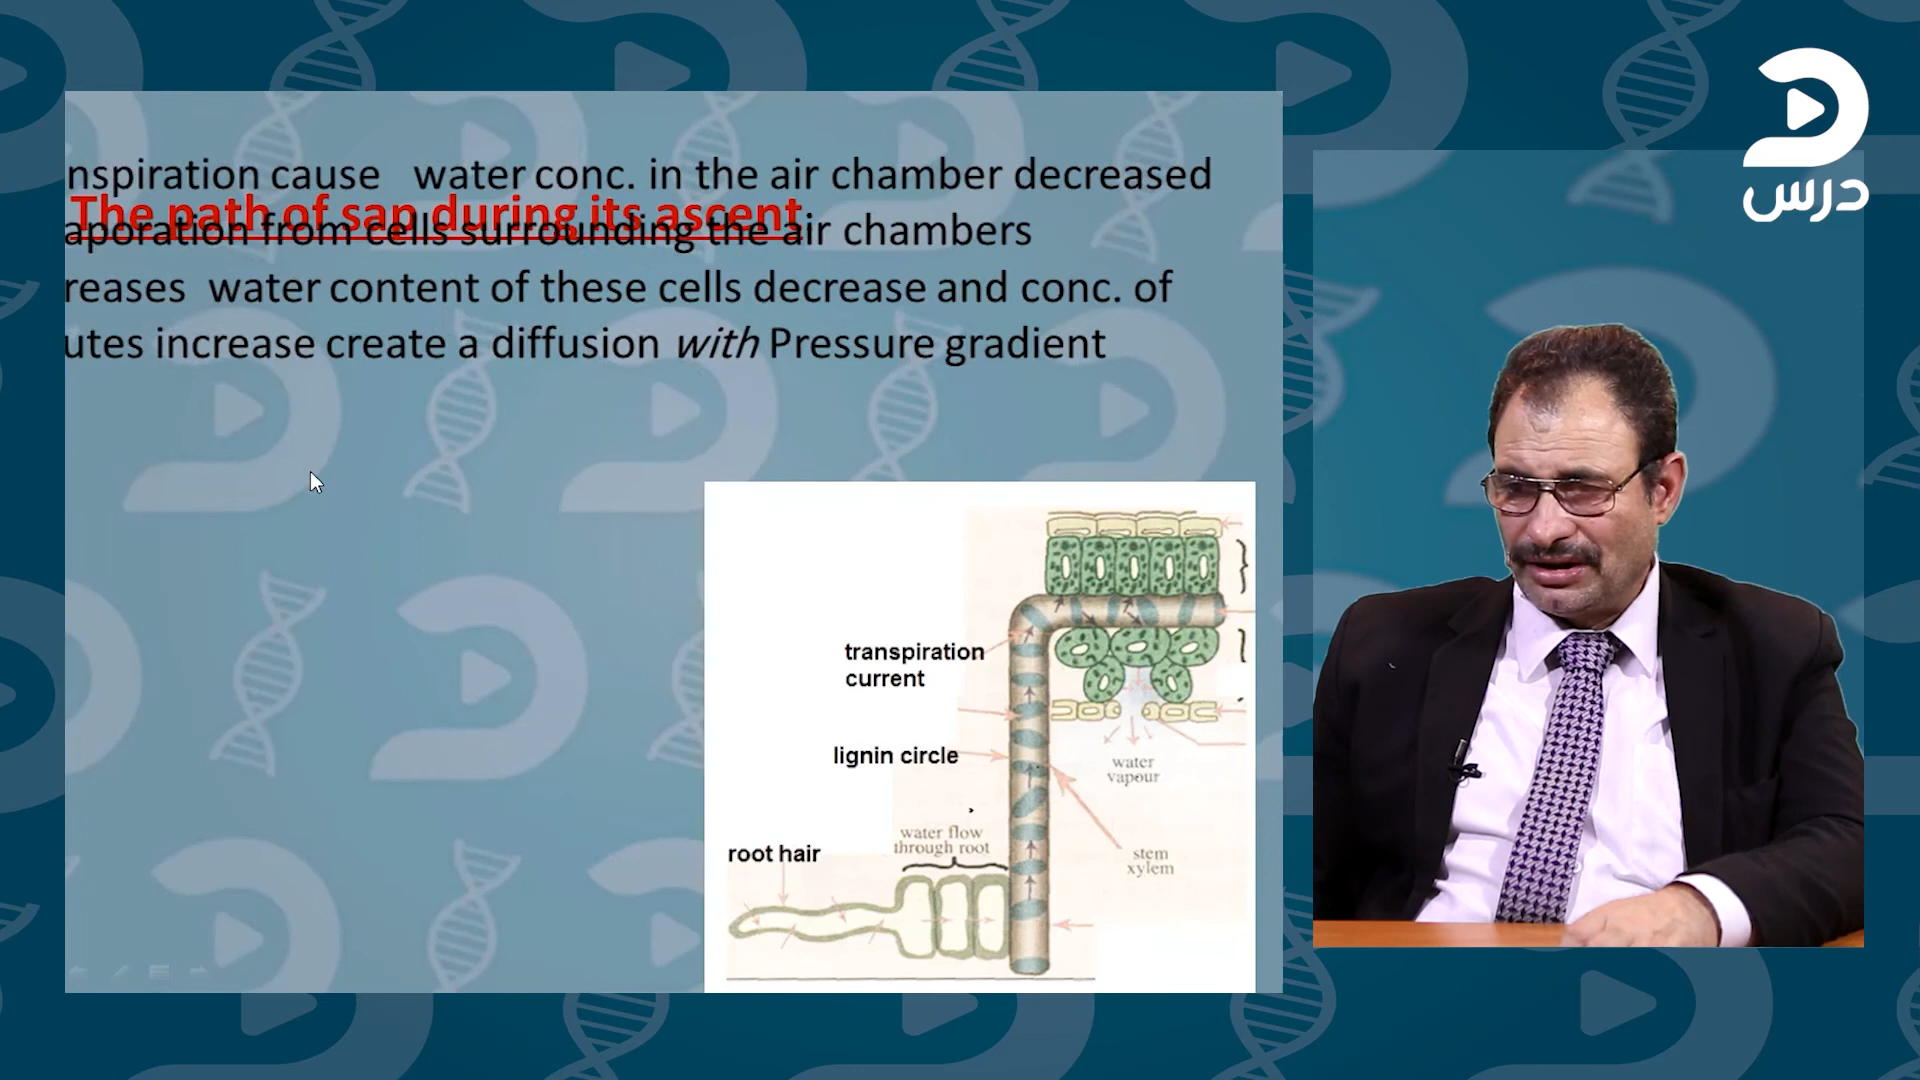 nspiration cause water conc. in the air chamber decreased
The path of sap during its ascent
aporation from cells surrounding the air chambers
reases water content of these cells decrease and conc. of
utes increase create a diffusion with Pressure gradient
transpiration
current
lignin circle
water
vapour
water flow
through root
root hair
stem
xylem
درس